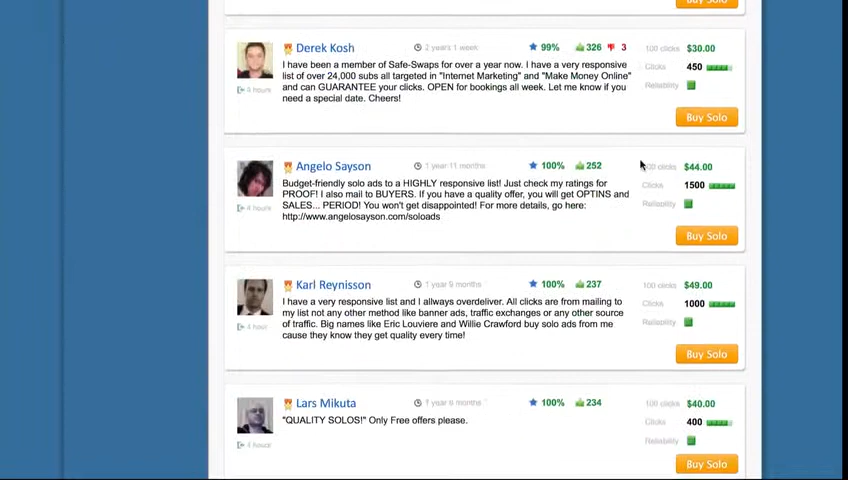 Buy Solo
Derek Kosh 2 years 1 week 99% 326 3 100 clicks $30.00
I have been a member of Safe-Swaps for over a year now. I have a very responsive
list of over 24,000 subs all targeted in "Internet Marketing" and "Make Money Online"
and can GUARANTEE your clicks. OPEN for bookings all week. Let me know if you
need a special date. Cheers!
Clicks 450
Reliability
4 hours
Buy Solo
Angelo Sayson 1 year 11 months 100% 252 100 clicks $44.00
Budget-friendly solo ads to a HIGHLY responsive list! Just check my ratings for
PROOF! I also mail to BUYERS. If you have a quality offer, you will get OPTINS and
SALES... PERIOD! You won't get disappointed! For more details, go here:
http://www.angelosayson.com/soloads
Clicks 1500
Reliability
4 hours
Buy Solo
Karl Reynisson 1 year 9 months 100% 237 100 clicks $49.00
I have a very responsive list and I allways overdeliver. All clicks are from mailing to
my list not any other method like banner ads, traffic exchanges or any other source
of traffic. Big names like Eric Louviere and Willie Crawford buy solo ads from me
cause they know they get quality every time!
Clicks 1000
Reliability
4 hour
Buy Solo
Lars Mikuta 1 year 6 months 100% 234 100 clicks $40.00
"QUALITY SOLOS!" Only Free offers please.
Clicks 400
Reliability
4 hours
Buy Solo